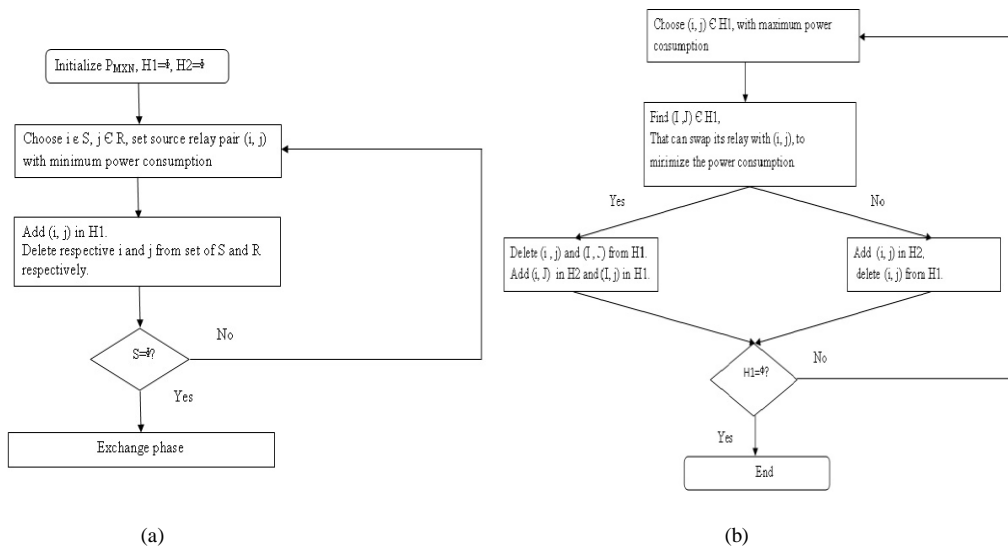 Initialize PMXN, H1=ϕ, H2=ϕ
Choose i ε S, j Є R, set source relay pair (i, j)
with minimum power consumption
Add (i, j) in H1.
Delete respective i and j from set of S and R
respectively.
S=ϕ?
No
Yes
Exchange phase
(a)
Choose (i, j) Є H1, with maximum power
consumption
Find (I ,J) Є H1,
That can swap its relay with (i, j), to
minimize the power consumption.
Yes
No
Delete (i , j) and (I , J) from H1.
Add (i, J) in H2 and (I, j) in H1.
Add (i, j) in H2,
delete (i, j) from H1.
H1=ϕ?
No
Yes
End
(b)